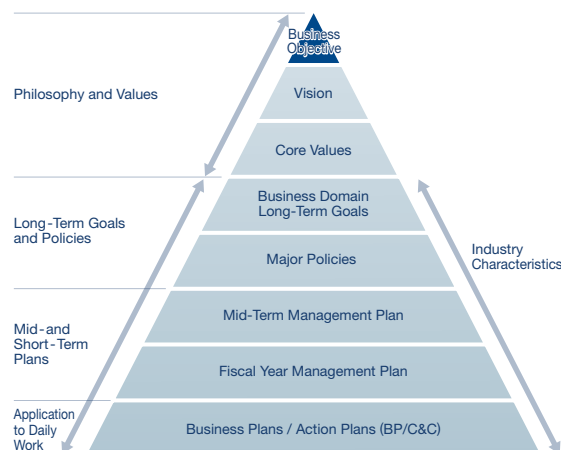 Business
Objective
Philosophy and Values
Vision
Core Values
Business Domain
Long-Term Goals
Long-Term Goals
and Policies
Major Policies
Industry
Characteristics
Mid-Term Management Plan
Mid-and
Short-Term
Plans
Fiscal Year Management Plan
Application
to Daily
Work
Business Plans / Action Plans (BP/C&C)